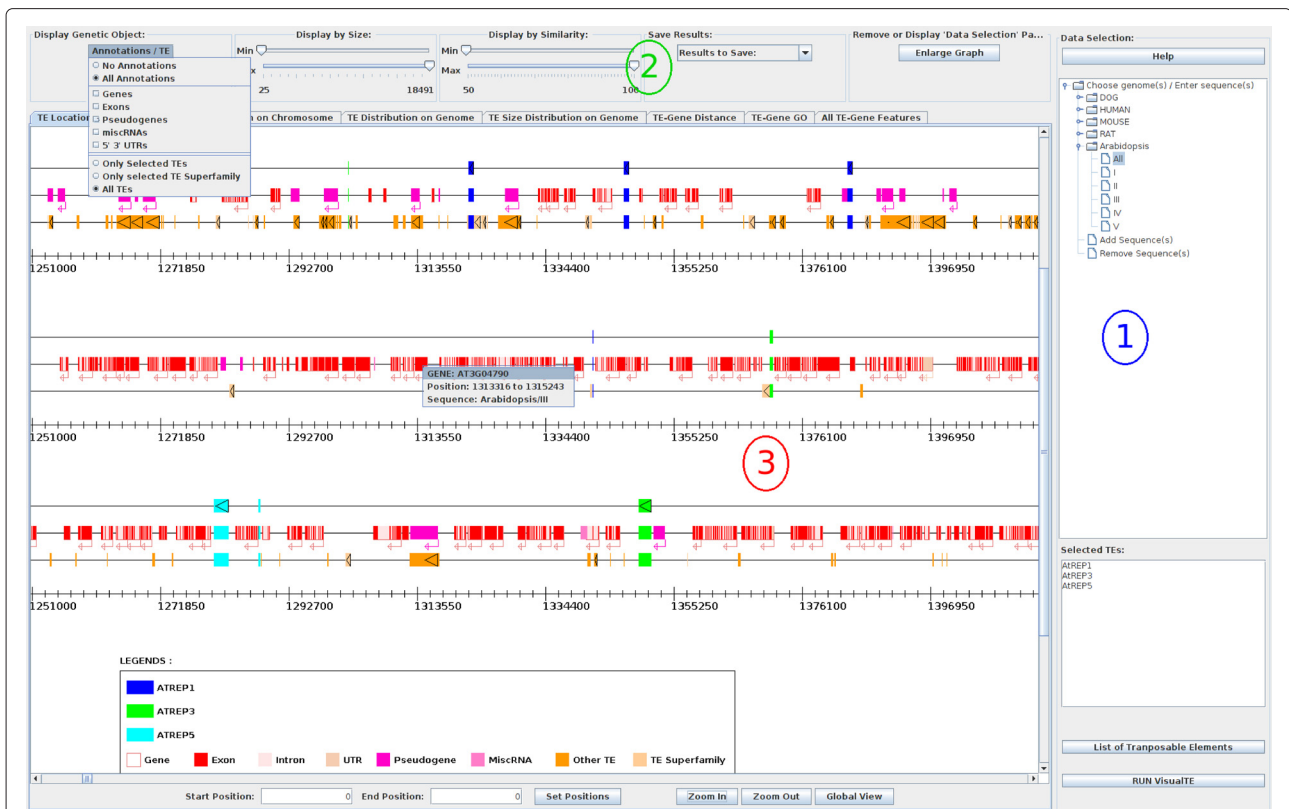 Display Genetic Object:
Display by Size:
Display by Similarity:
Save Results:
Remove or Display 'Data Selection' Pa...
Data Selection:
Annotations / TE
No Annotations
All Annotations
Genes
Exons
Pseudogenes
miscRNAs
5' 3' UTRs
Only Selected TEs
Only selected TE Superfamily
All TEs
Min
x
25
18491
Min
Max
50
100
2
Results to Save:
Enlarge Graph
Help
TE Location
n on Chromosome
TE Distribution on Genome
TE Size Distribution on Genome
TE-Gene Distance
TE-Gene GO
All TE-Gene Features
Choose genome(s) / Enter sequence(s)
DOG
HUMAN
MOUSE
RAT
Arabidopsis
All
I
II
III
IV
V
Add Sequence(s)
Remove Sequence(s)
1
1251000 1271850 1292700 1313550 1334400 1355250 1376100 1396950
GENE: AT3G04790
Position: 1313316 to 1315243
Sequence: Arabidopsis/III
1251000 1271850 1292700 1313550 1334400 1355250 1376100 1396950
3
1251000 1271850 1292700 1313550 1334400 1355250 1376100 1396950
Selected TEs:
AtREP1
AtREP3
AtREP5
LEGENDS :
ATREP1
ATREP3
ATREP5
Gene Exon Intron UTR Pseudogene MiscRNA Other TE TE Superfamily
List of Tranposable Elements
RUN VisualTE
Start Position: 0 End Position: 0 Set Positions Zoom In Zoom Out Global View